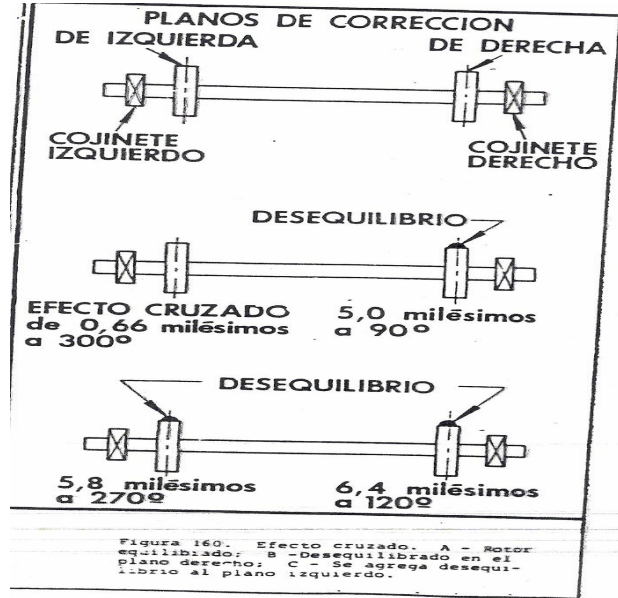 PLANOS DE CORRECCION
DE IZQUIERDA
DE DERECHA
COJINETE
IZQUIERDO
COJINETE
DERECHO
DESEQUILIBRIO
EFECTO CRUZADO
de 0,66 milésimos
a 300º
5,0 milésimos
a 90º
DESEQUILIBRIO
5,8 milésimos
a 270º
6,4 milésimos
a 120º
Figura 160. Efecto cruzado. A - Rotor
equilibiado; B -Desequilibrado en el
plano derecho; C - Se agrega desequi-
librio al plano izquierdo.